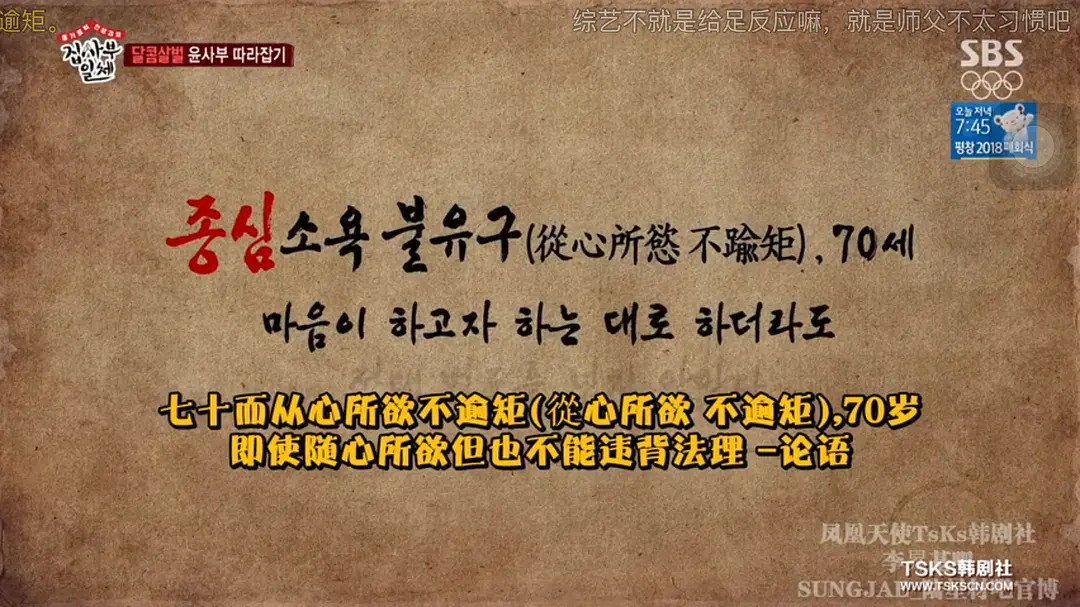 逾矩。
综艺不就是给足反应嘛，就是师父不太习惯吧
집사부일체
달콤살벌 윤사부 따라잡기
SBS
오늘 저녁
7:45
평창2018폐회식
종심소욕 불유구(從心所慾 不踰矩), 70세
마음이 하고자 하는 대로 하더라도
七十而从心所欲不逾矩(從心所欲 不逾矩),70岁
即使随心所欲但也不能违背法理 -论语
凤凰天使TsKs韩剧社
TSKS韩剧社
WWW.TSKSCN.COM